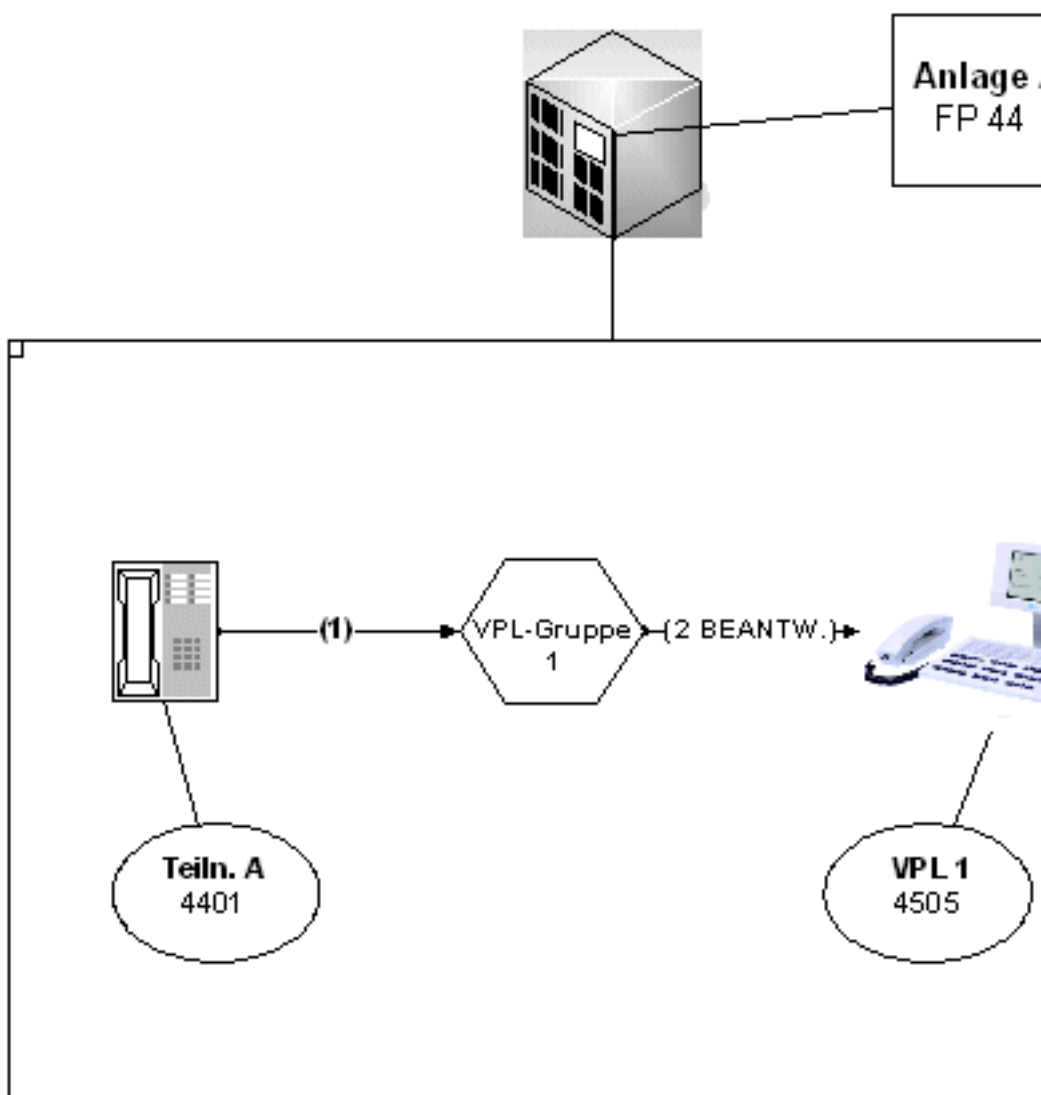 Anlage
FP 44
(1)
VPL-Gruppe
1
(2 BEANTW.)
Teiln. A
4401
VPL 1
4505